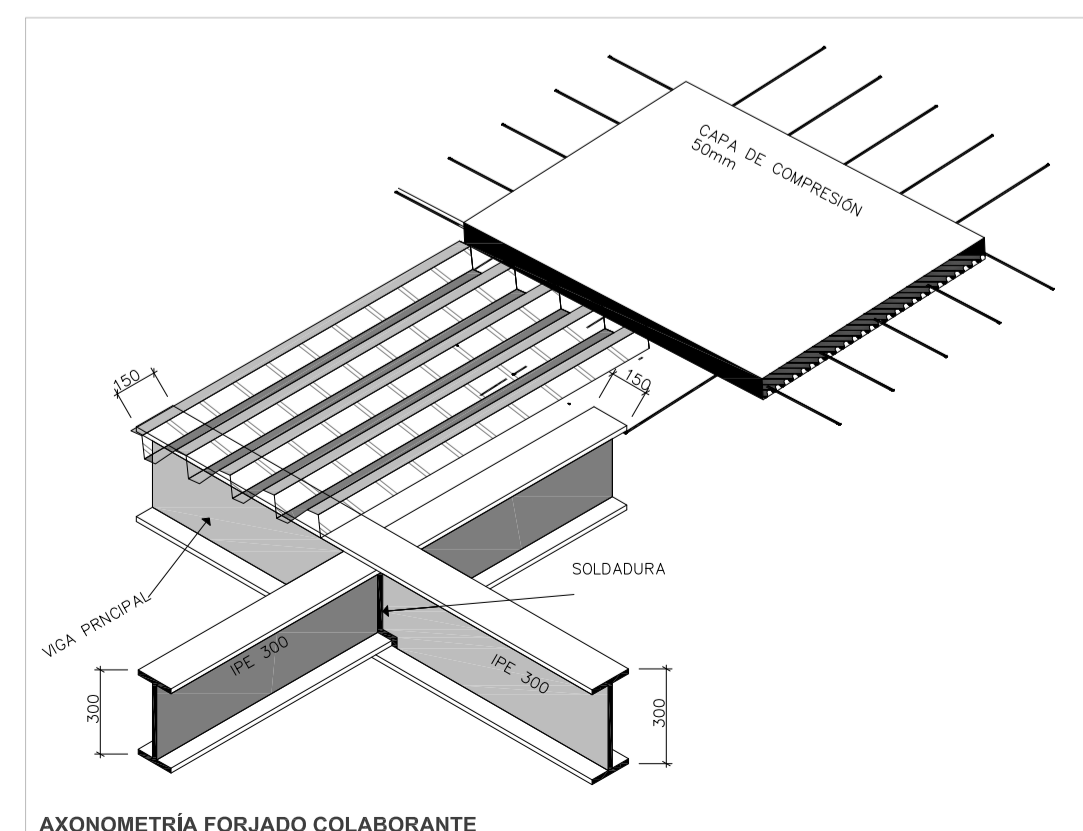 CAPA DE COMPRESIÓN
50mm
150
150
SOLDADURA
VIGA PRNCIPAL
IPE 300
IPE 300
300
300
AXONOMETRÍA FORJADO COLABORANTE